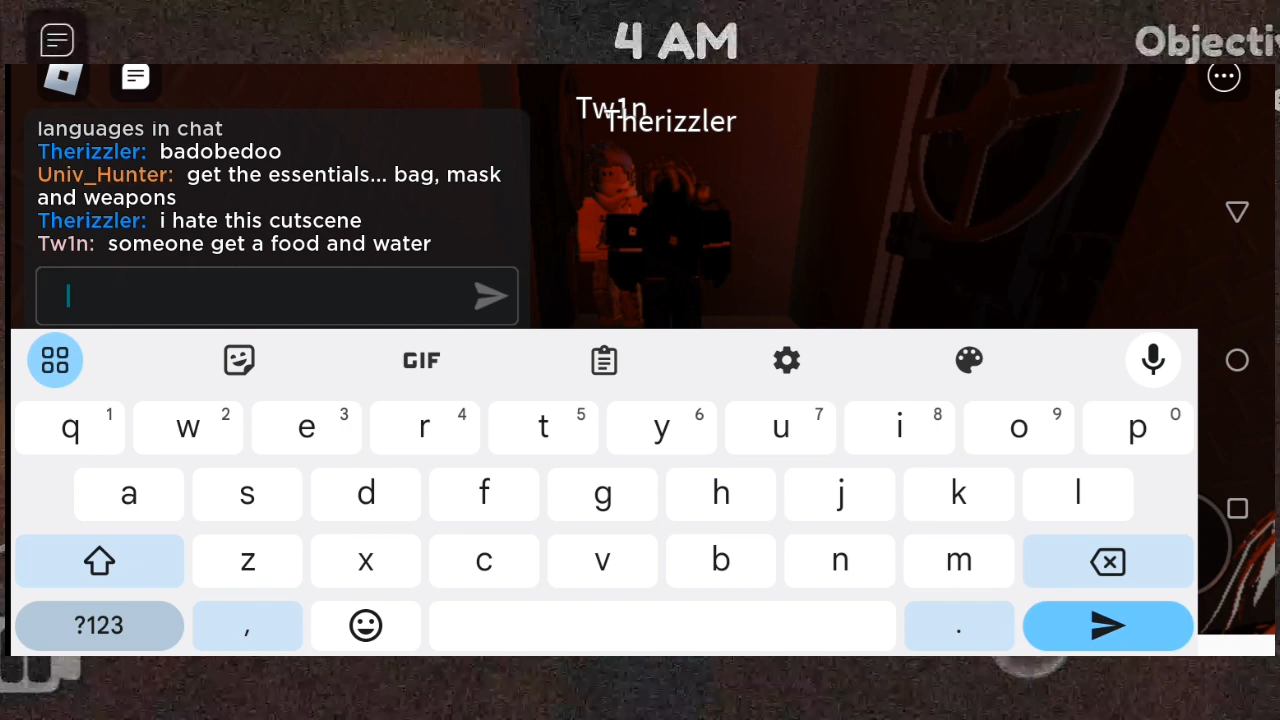 4 AM
Objecti
Tw1n
Therizzler
languages in chat
Therizzler: badobedoo
Univ_Hunter: get the essentials... bag, mask
and weapons
Therizzler: i hate this cutscene
Tw1n: someone get a food and water
GIF
q 1 w 2 e 3 r 4 t 5 y 6 u 7 i 8 o 9 p 0
a s d f g h j k l
z x c v b n m
?123 , .